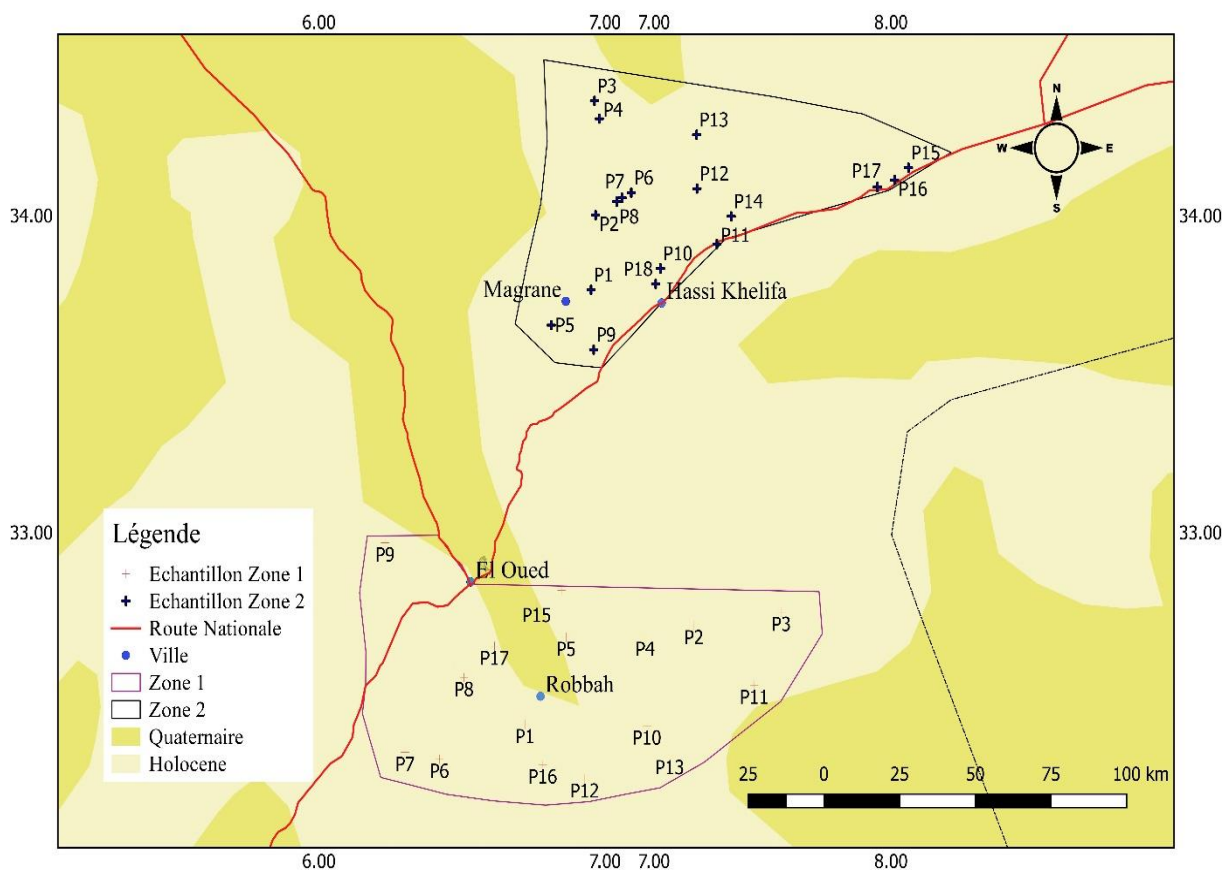 6.00 7.00 7.00 8.00
N
W E
S
P3
P4
P13
P15
P17
P16
P12
P7 P6
P14
34.00 34.00
P2 P8
P11
P10
P18
P1
Magrane Hassi Khelifa
P5
P9
33.00 33.00
P9
El Oued
P15
P3
P2
P5 P4
P17
P8
Robbah P11
P1 P10
P7 P6 P16 P13
P12
Légende
Echantillon Zone 1
Echantillon Zone 2
Route Nationale
Ville
Zone 1
Zone 2
Quaternaire
Holocene
25 0 25 50 75 100 km
6.00 7.00 7.00 8.00